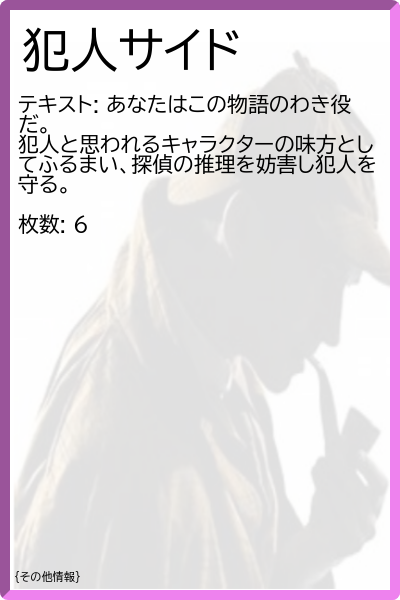 犯人サイド
テキスト: あなたはこの物語のわき役
だ。
犯人と思われるキャラクターの味方とし
てふるまい、探偵の推理を妨害し犯人を
守る。
枚数: 6
{その他情報}